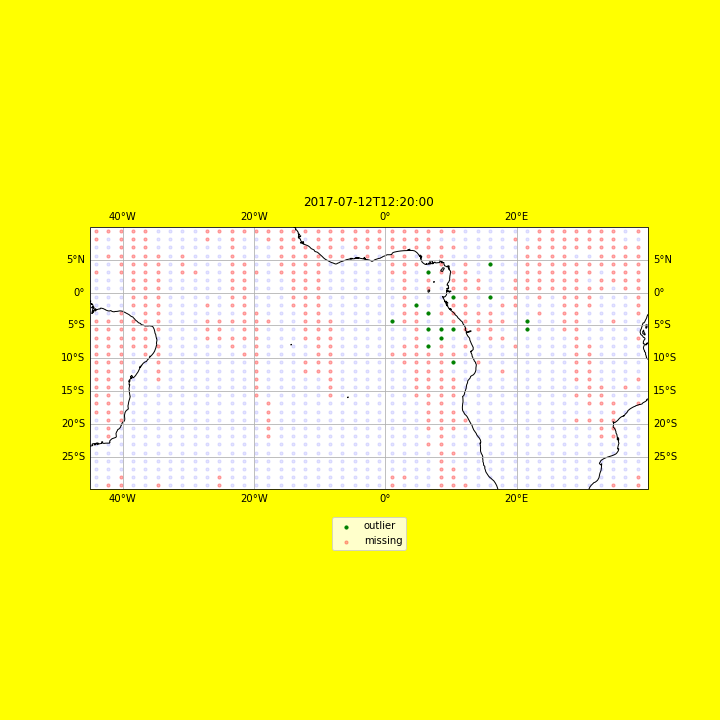 2017-07-12T12:20:00
40°W 20°W 0° 20°E
5°N 5°N
0° 0°
5°S 5°S
10°S 10°S
15°S 15°S
20°S 20°S
25°S 25°S
40°W 20°W 0° 20°E
outlier
missing